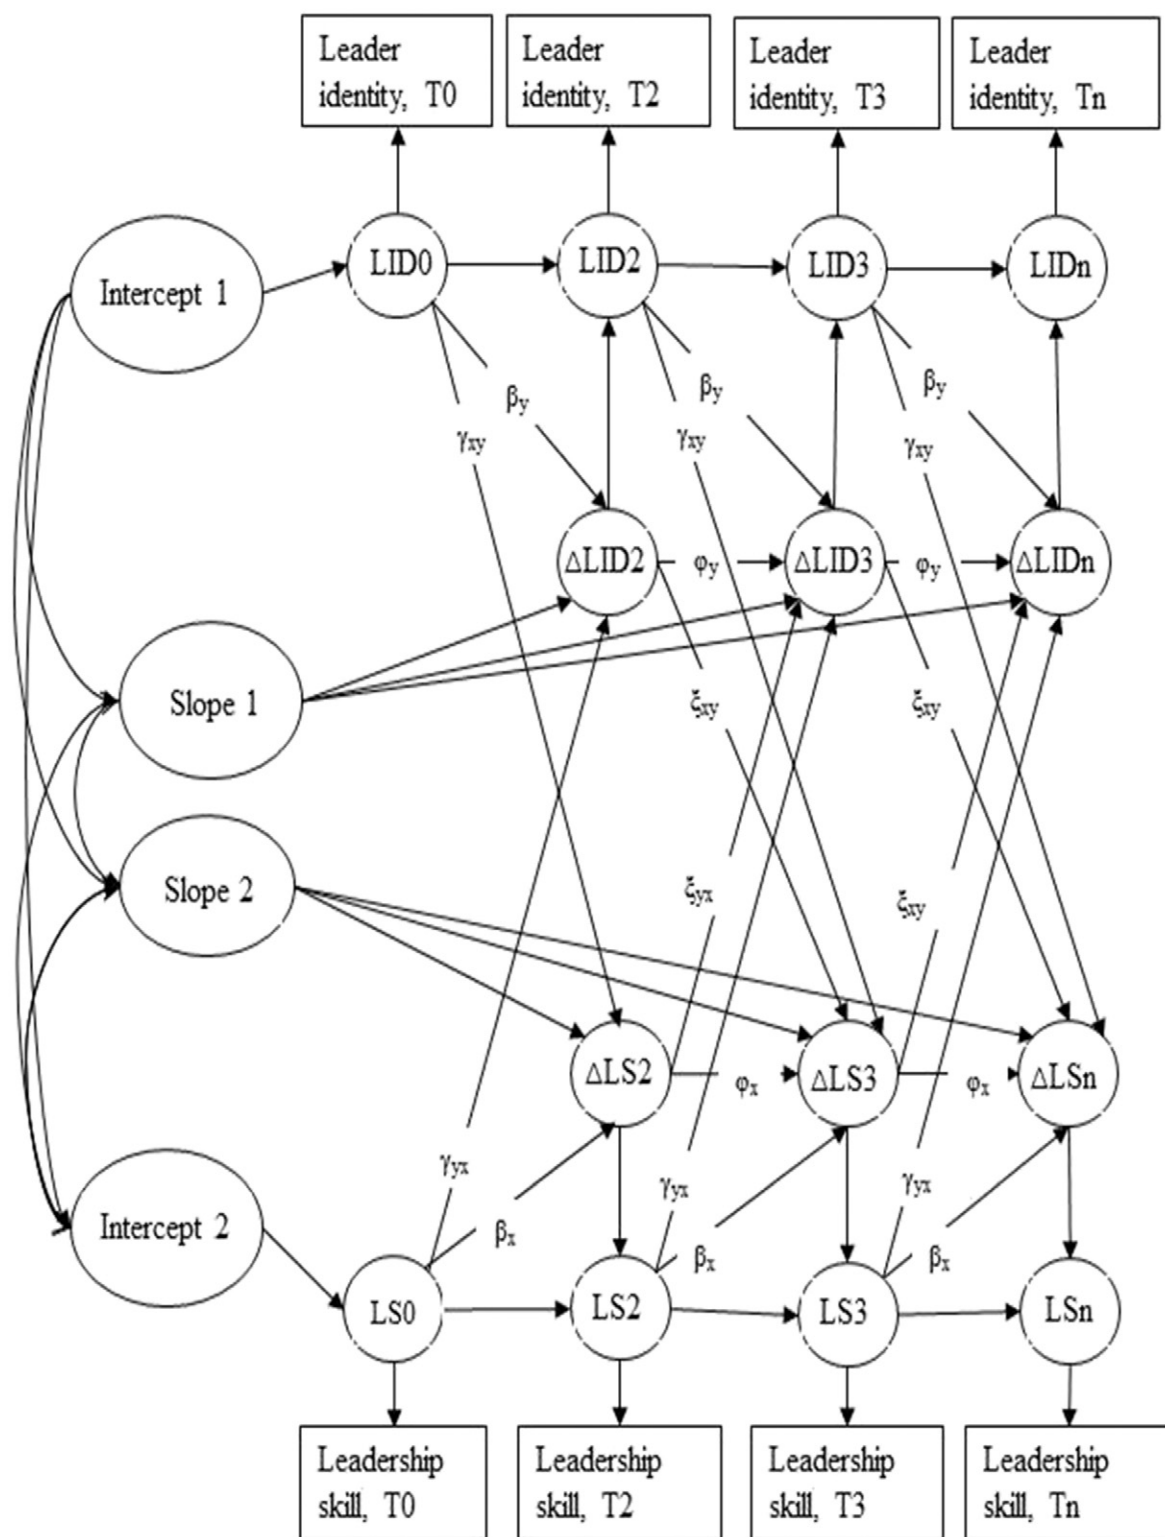 Leader
identity, T0
Leader
identity, T2
Leader
identity, T3
Leader
identity, Tn
LID0
LID2
LID3
LIDn
Intercept 1
βy
βy
βy
γxy
γxy
γxy
ΔLID2
φy
ΔLID3
φy
ΔLIDn
Slope 1
ξxy
ξxy
Slope 2
ξyx
ξxy
ΔLS2
φx
ΔLS3
φx
ΔLSn
γyx
γyx
γyx
Intercept 2
βx
βx
βx
LS0
LS2
LS3
LSn
Leadership
skill, T0
Leadership
skill, T2
Leadership
skill, T3
Leadership
skill, Tn